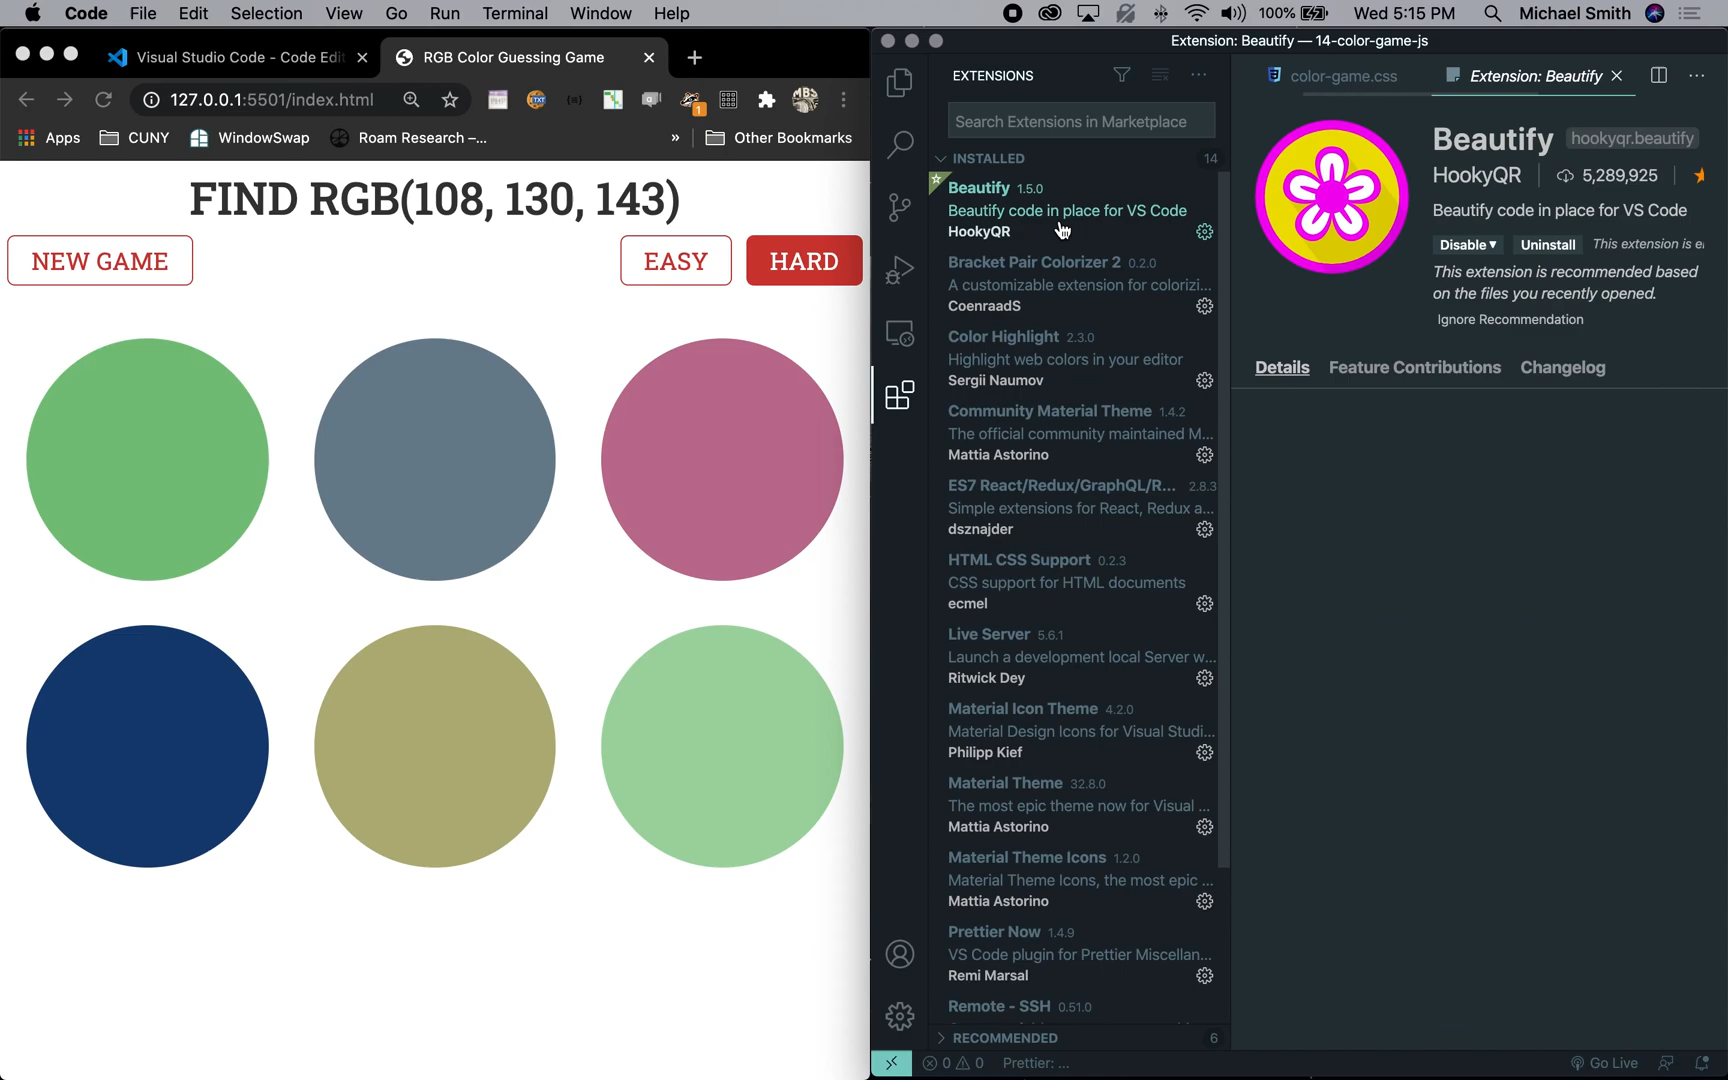 Code File Edit Selection View Go Run Terminal Window Help 100% Wed 5:15 PM Michael Smith
Visual Studio Code - Code Edit
RGB Color Guessing Game
127.0.0.1:5501/index.html
1
Apps CUNY WindowSwap Roam Research –... » Other Bookmarks
FIND RGB(108, 130, 143)
NEW GAME
EASY
HARD
Extension: Beautify — 14-color-game-js
EXTENSIONS
Search Extensions in Marketplace
INSTALLED 14
Beautify 1.5.0
Beautify code in place for VS Code
HookyQR
Bracket Pair Colorizer 2 0.2.0
A customizable extension for colorizi...
CoenraadS
Color Highlight 2.3.0
Highlight web colors in your editor
Sergii Naumov
Community Material Theme 1.4.2
The official community maintained M...
Mattia Astorino
ES7 React/Redux/GraphQL/R... 2.8.3
Simple extensions for React, Redux a...
dsznajder
HTML CSS Support 0.2.3
CSS support for HTML documents
ecmel
Live Server 5.6.1
Launch a development local Server w...
Ritwick Dey
Material Icon Theme 4.2.0
Material Design Icons for Visual Studi...
Philipp Kief
Material Theme 32.8.0
The most epic theme now for Visual ...
Mattia Astorino
Material Theme Icons 1.2.0
Material Theme Icons, the most epic ...
Mattia Astorino
Prettier Now 1.4.9
VS Code plugin for Prettier Miscellan...
Remi Marsal
Remote - SSH 0.51.0
RECOMMENDED 6
color-game.css
Extension: Beautify
Beautify hookyqr.beautify
HookyQR 5,289,925
Beautify code in place for VS Code
Disable Uninstall This extension is
This extension is recommended based
on the files you recently opened.
Ignore Recommendation
Details Feature Contributions Changelog
0 0 Prettier: ... Go Live